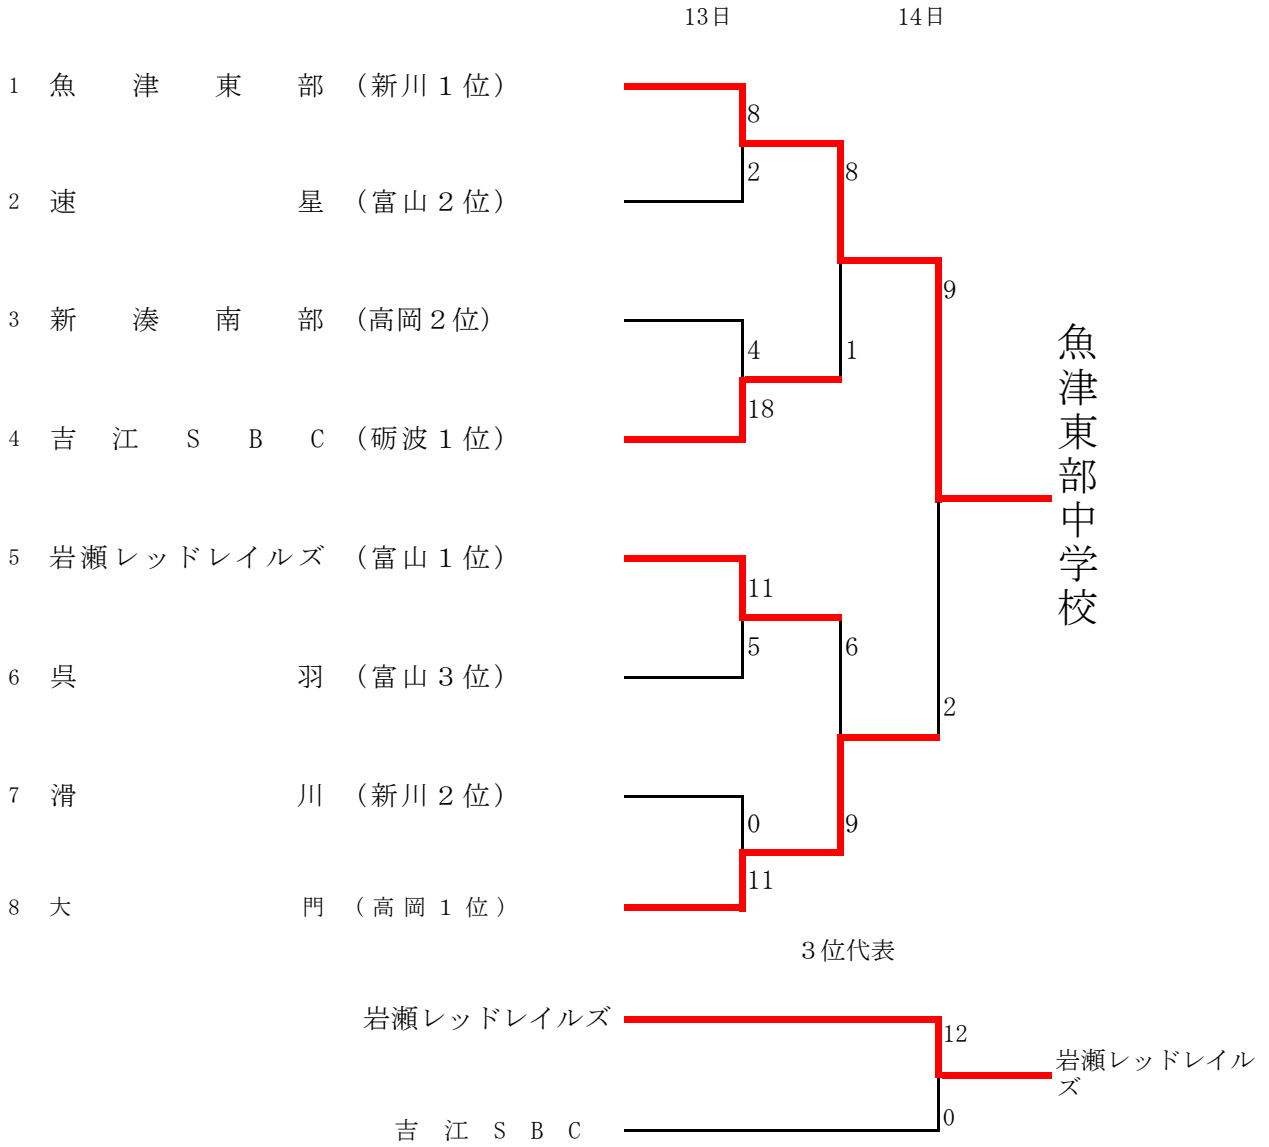 13日 14日
1 魚津東部 (新川1位)
8
2 8
2 速星 (富山2位)
9
3 新湊南部 (高岡2位)
4 1
18
4 吉江SBC (砺波1位)
魚津東部中学校
5 岩瀬レッドレイルズ (富山1位)
11
5 6
6 呉羽 (富山3位)
2
7 滑川 (新川2位)
0 9
11
8 大門 (高岡1位)
3位代表
岩瀬レッドレイルズ
12
岩瀬レッドレイル
ズ
0
吉江SBC